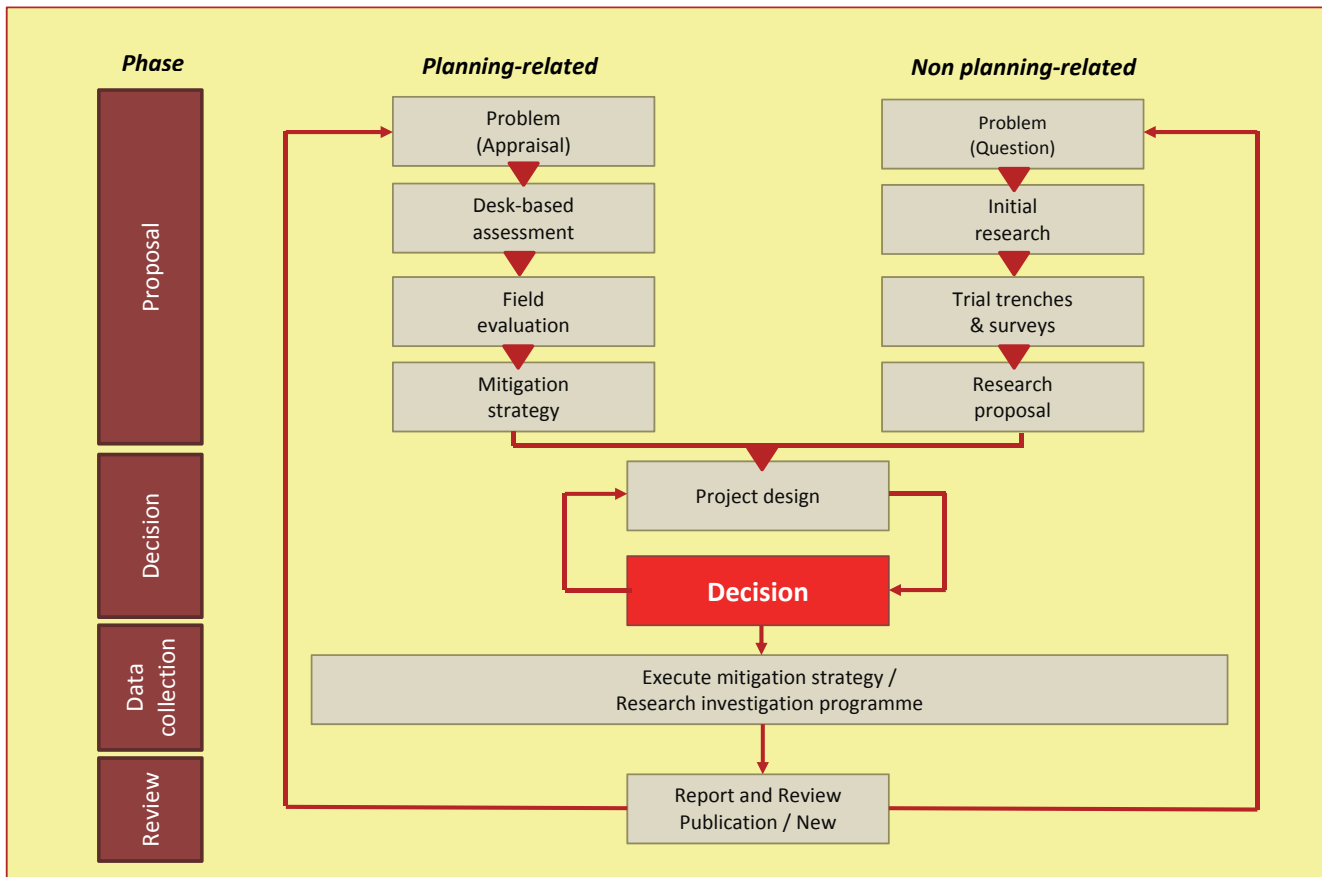 Phase
Planning-related
Non planning-related
Proposal
Problem
(Appraisal)
Problem
(Question)
Desk-based
assessment
Initial
research
Field
evaluation
Trial trenches
& surveys
Mitigation
strategy
Research
proposal
Decision
Project design
Decision
Data
collection
Execute mitigation strategy /
Research investigation programme
Review
Report and Review
Publication / New